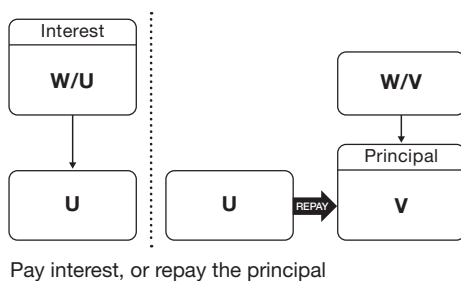 Interest
W/U
W/V
Principal
U
U
REPAY
V
Pay interest, or repay the principal